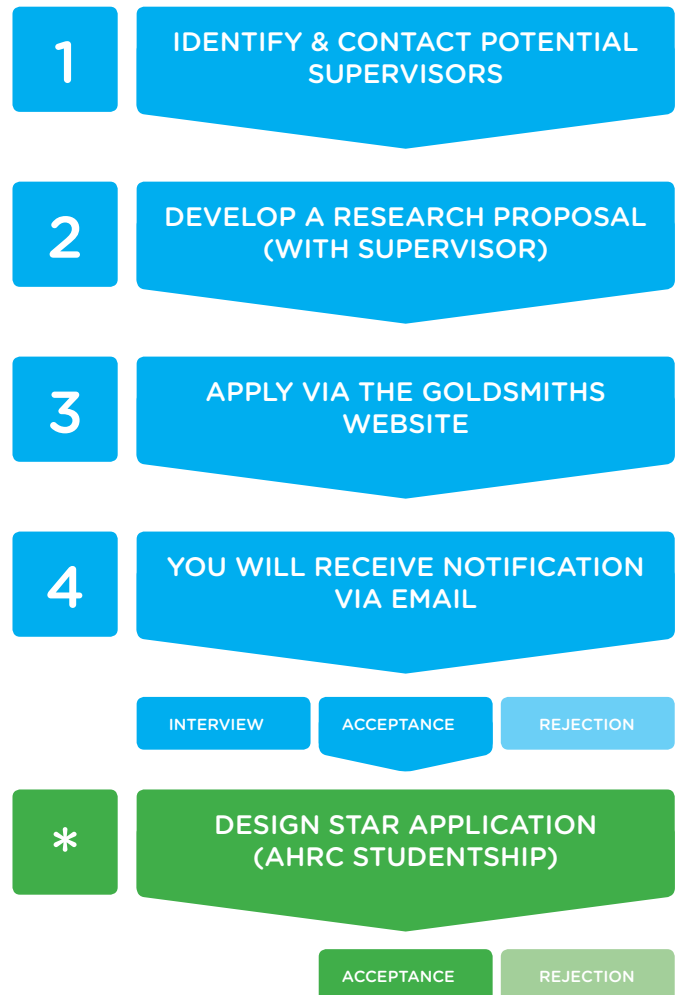 1
IDENTIFY & CONTACT POTENTIAL
SUPERVISORS
2
DEVELOP A RESEARCH PROPOSAL
(WITH SUPERVISOR)
3
APPLY VIA THE GOLDSMITHS
WEBSITE
4
YOU WILL RECEIVE NOTIFICATION
VIA EMAIL
INTERVIEW
ACCEPTANCE
REJECTION
*
DESIGN STAR APPLICATION
(AHRC STUDENTSHIP)
ACCEPTANCE
REJECTION